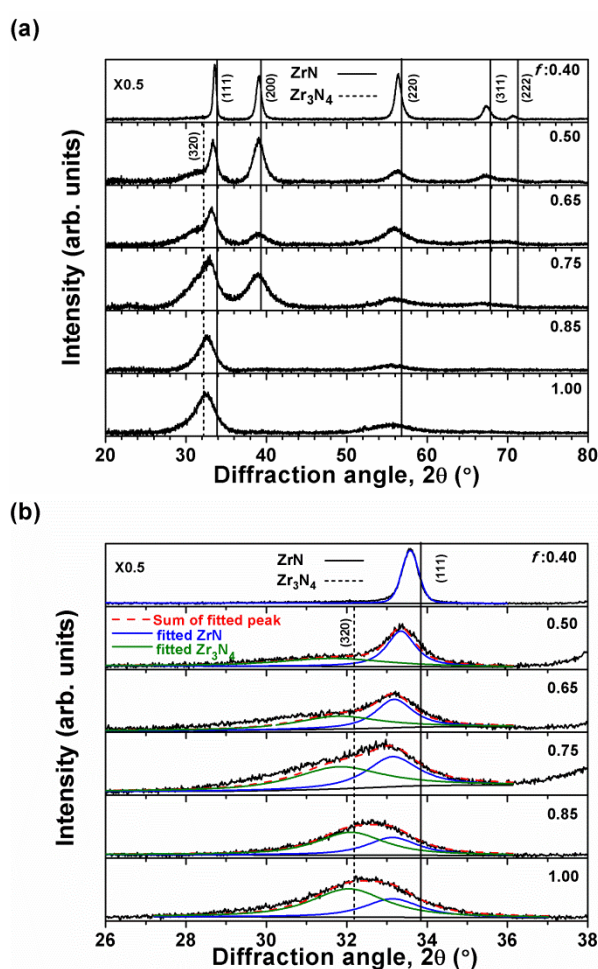 (a)
X0.5
ZrN
Zr3N4
(111)
(200)
(220)
(311)
(222)
f:0.40
(320)
0.50
0.65
0.75
0.85
1.00
Intensity (arb. units)
20 30 40 50 60 70 80
Diffraction angle, 2θ (°)
(b)
X0.5
ZrN
Zr3N4
(111)
f:0.40
Sum of fitted peak
fitted ZrN
fitted Zr3N4
(320)
0.50
0.65
0.75
0.85
1.00
Intensity (arb. units)
26 28 30 32 34 36 38
Diffraction angle, 2θ (°)